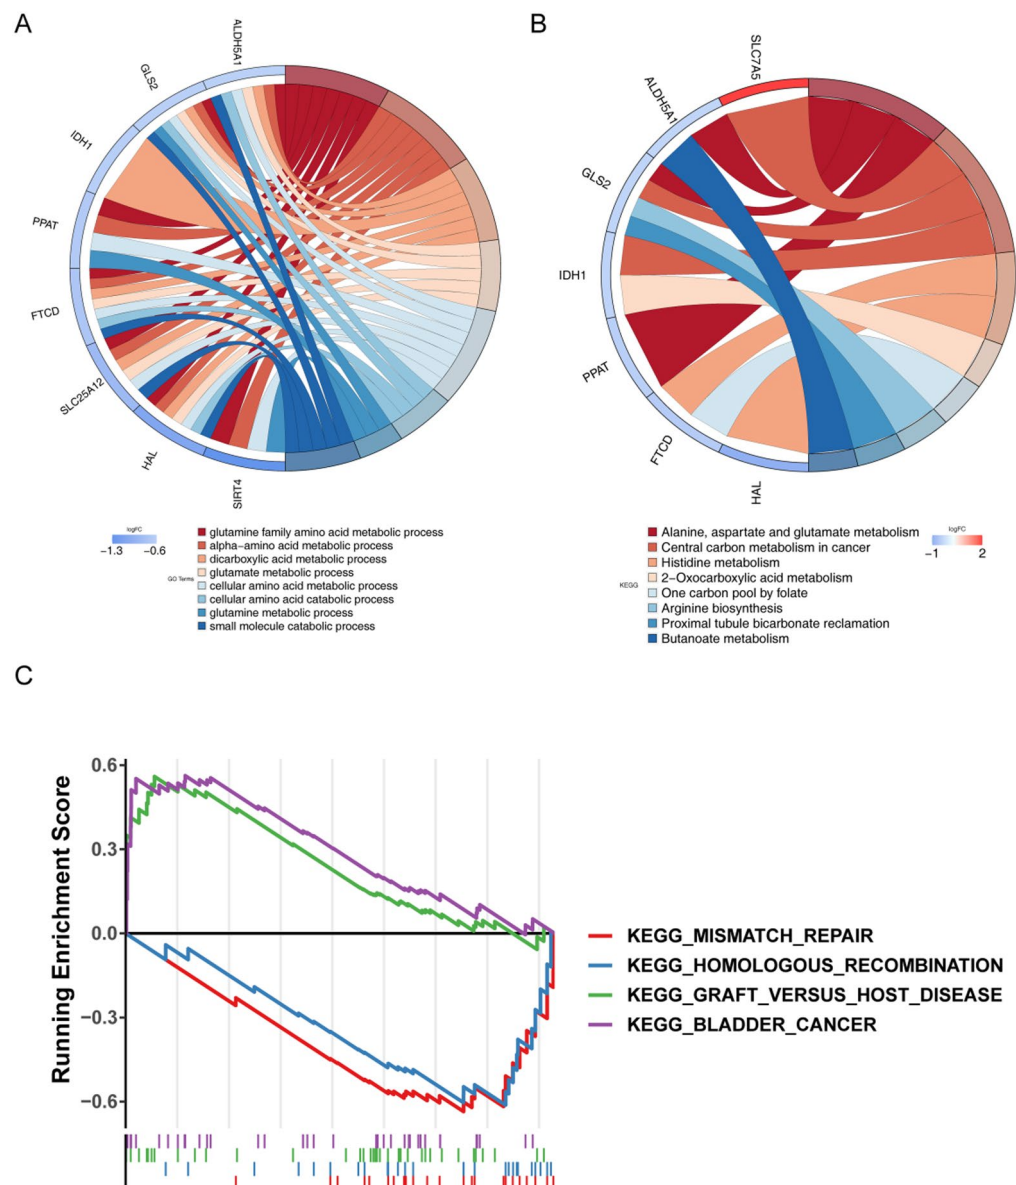 A
B
ALDH5A1
GLS2
IDH1
PPAT
FTCD
SLC25A12
HAL
SIRT4
SLC7A5
ALDH5A1
GLS2
IDH1
PPAT
FTCD
HAL
logFC
−1.3 −0.6
GO Terms
glutamine family amino acid metabolic process
alpha−amino acid metabolic process
dicarboxylic acid metabolic process
glutamate metabolic process
cellular amino acid metabolic process
cellular amino acid catabolic process
glutamine metabolic process
small molecule catabolic process
KEGG
Alanine, aspartate and glutamate metabolism
Central carbon metabolism in cancer
Histidine metabolism
2−Oxocarboxylic acid metabolism
One carbon pool by folate
Arginine biosynthesis
Proximal tubule bicarbonate reclamation
Butanoate metabolism
logFC
−1 2
C
Running Enrichment Score
0.6
0.3
0.0
−0.3
−0.6
KEGG_MISMATCH_REPAIR
KEGG_HOMOLOGOUS_RECOMBINATION
KEGG_GRAFT_VERSUS_HOST_DISEASE
KEGG_BLADDER_CANCER